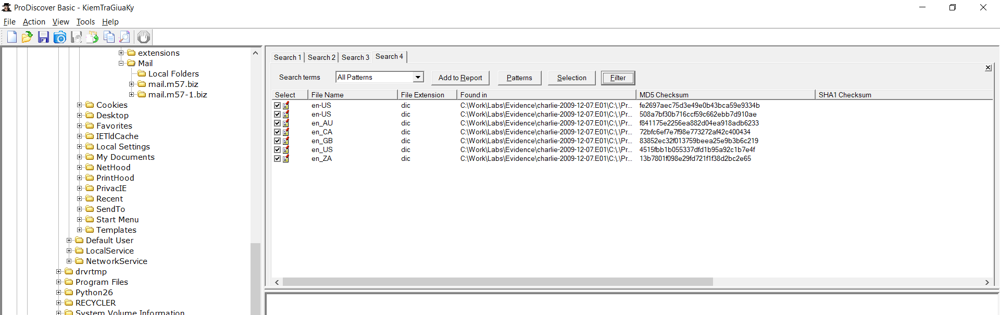 ProDiscover Basic - KiemTraGiuaKy
File Action View Tools Help
extensions
Mail
Local Folders
mail.m57.biz
mail.m57-1.biz
Cookies
Desktop
Favorites
IETldCache
Local Settings
My Documents
NetHood
PrintHood
PrivacIE
Recent
SendTo
Start Menu
Templates
Default User
LocalService
NetworkService
drvrtmp
Program Files
Python26
RECYCLER
System Volume Information
Search 1 Search 2 Search 3 Search 4
Search terms All Patterns Add to Report Patterns Selection Filter
Select File Name File Extension Found in MD5 Checksum SHA1 Checksum
en-US dic C:\Work\Labs\Evidence\charlie-2009-12-07.E01\C:\.\Pr... fe2697aec75d3e49e0b43bca59e9334b
en-US dic C:\Work\Labs\Evidence\charlie-2009-12-07.E01\C:\.\Pr... 508a7bf30b716ccf59c662ebb7d910ae
en_AU dic C:\Work\Labs\Evidence\charlie-2009-12-07.E01\C:\.\Pr... f841175e2256ea882d04ea918adb6233
en_CA dic C:\Work\Labs\Evidence\charlie-2009-12-07.E01\C:\.\Pr... 72bfc6ef7e7f98e773272af42c400434
en_GB dic C:\Work\Labs\Evidence\charlie-2009-12-07.E01\C:\.\Pr... 83852ec32f013759beea25e9b3b6c219
en_US dic C:\Work\Labs\Evidence\charlie-2009-12-07.E01\C:\.\Pr... 4515fbb1b055337dfd1b95a92c1b7e4f
en_ZA dic C:\Work\Labs\Evidence\charlie-2009-12-07.E01\C:\.\Pr... 13b7801f098e29fd721f1f38d2bc2e65